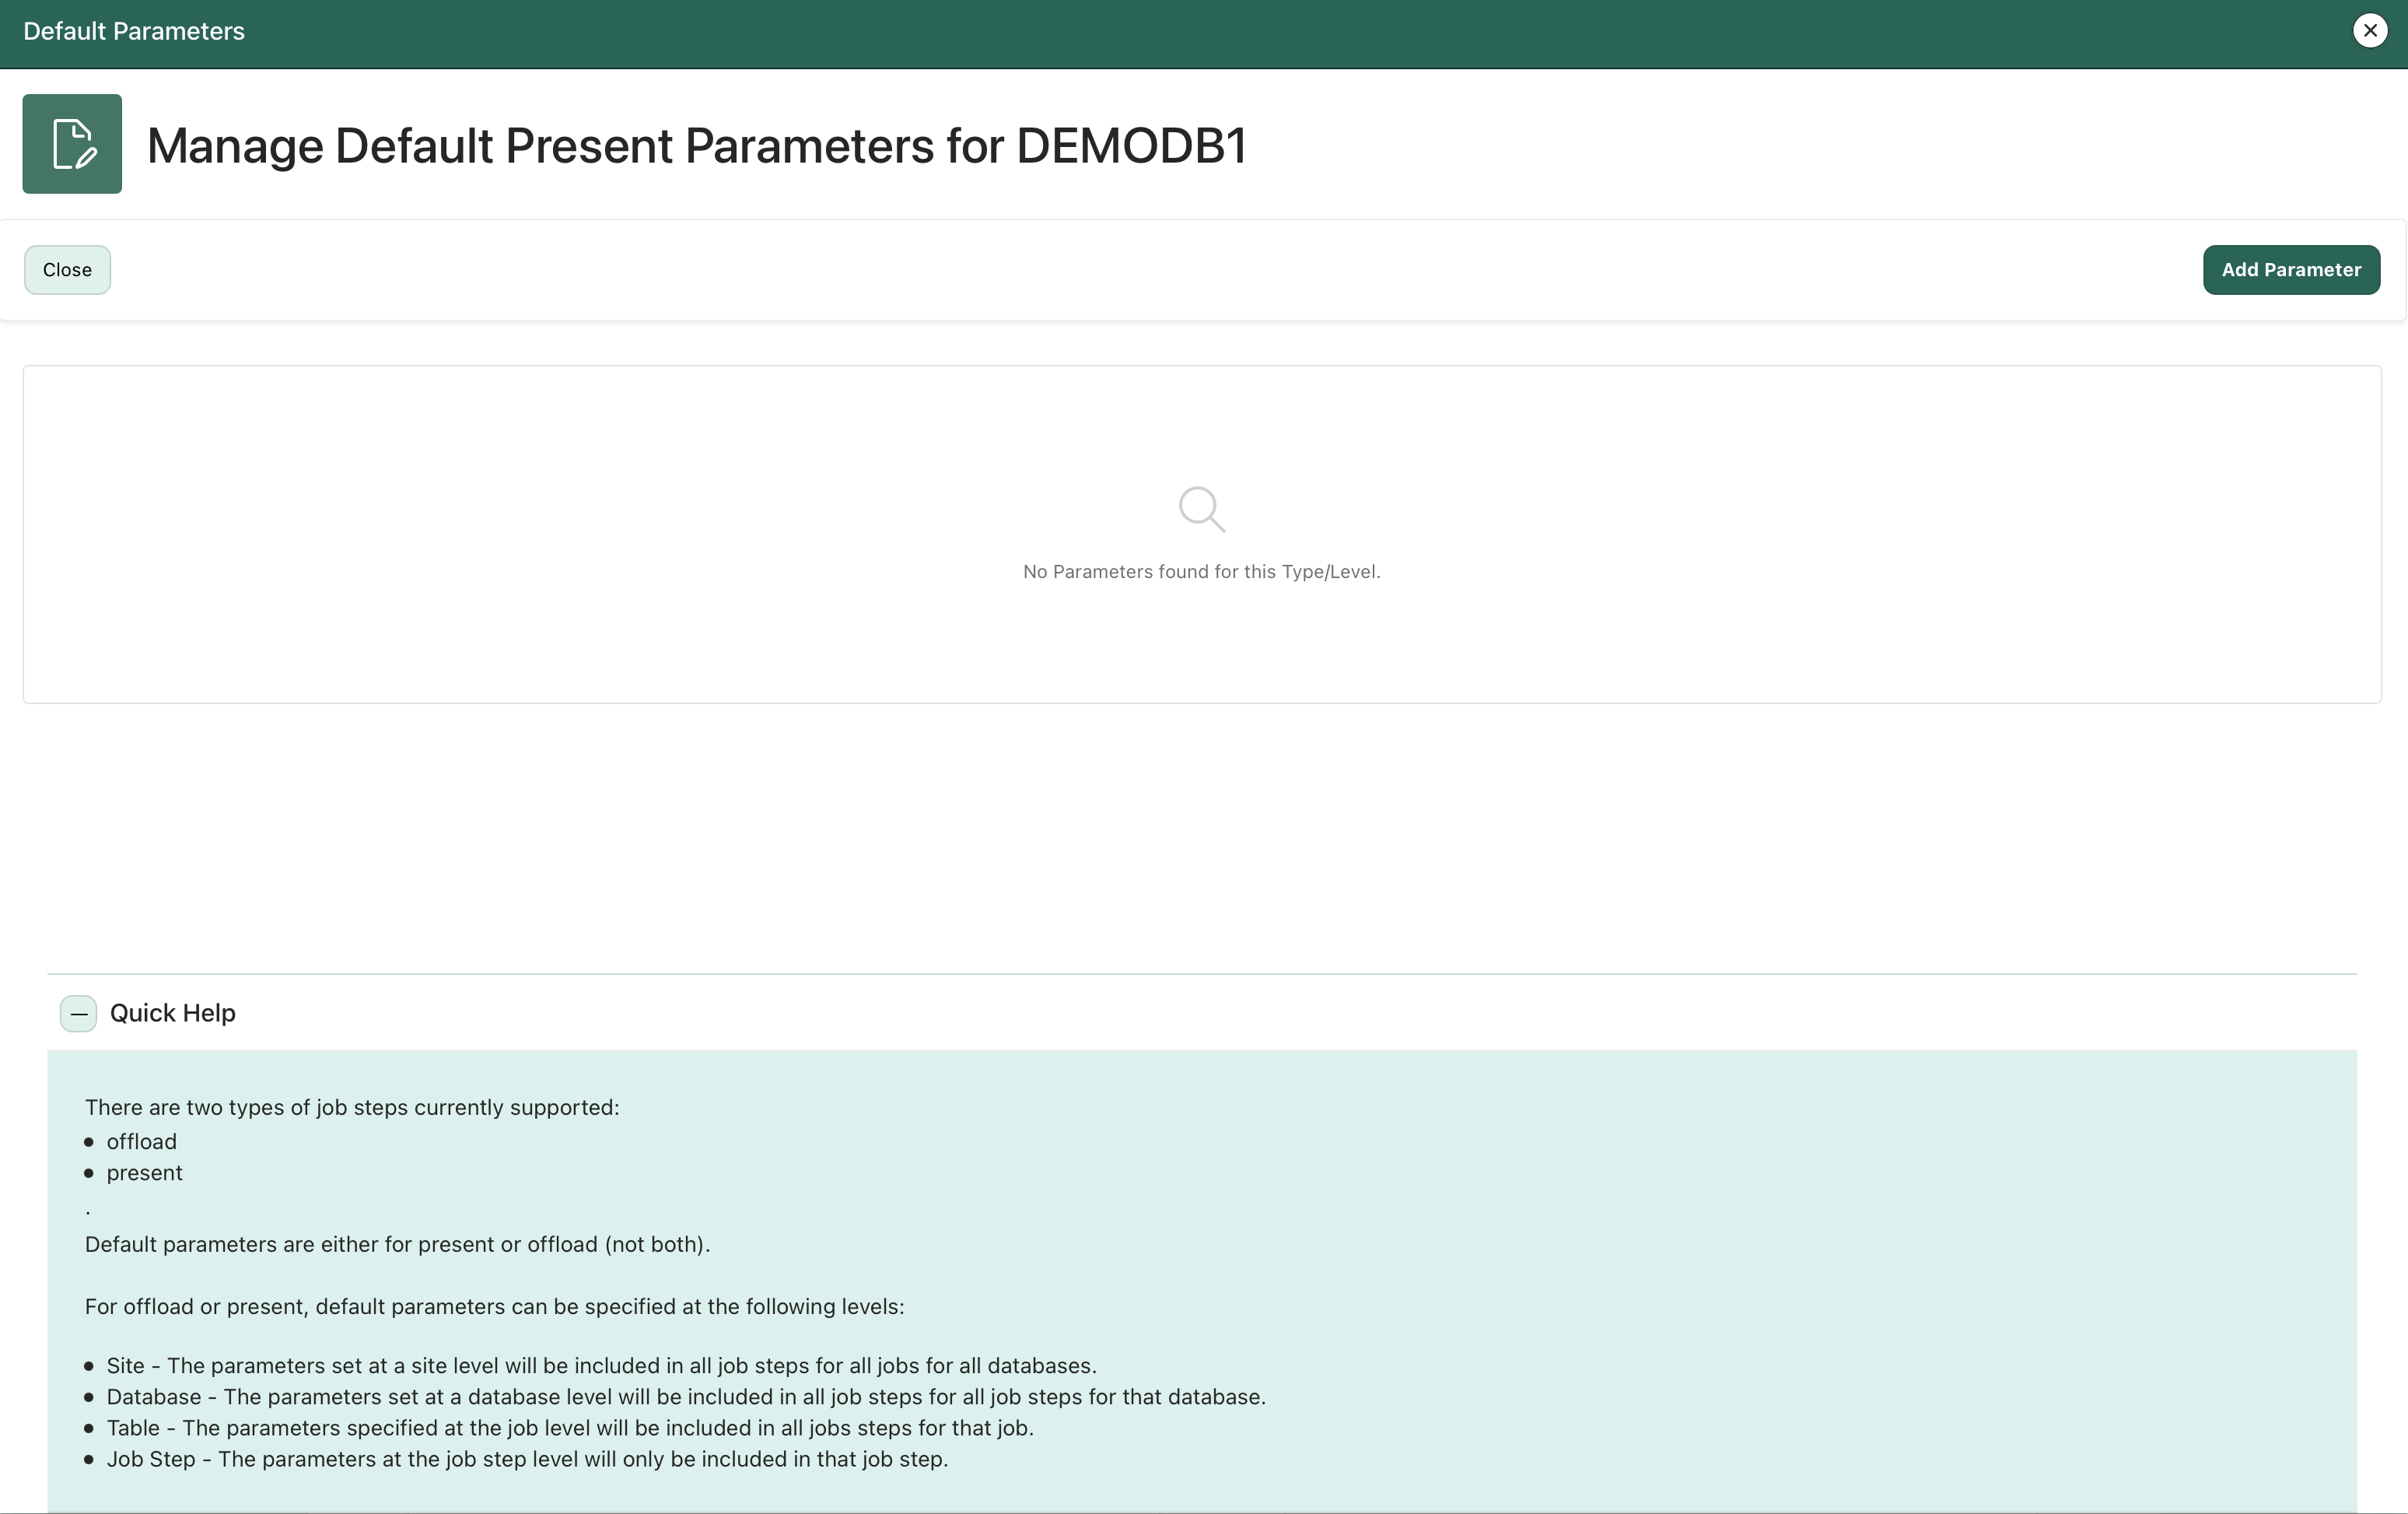 Default Parameters
Manage Default Present Parameters for DEMODB1
Close
Add Parameter
No Parameters found for this Type/Level.
Quick Help
There are two types of job steps currently supported:
• offload
• present
.
Default parameters are either for present or offload (not both).
For offload or present, default parameters can be specified at the following levels:
• Site - The parameters set at a site level will be included in all job steps for all jobs for all databases.
• Database - The parameters set at a database level will be included in all job steps for all job steps for that database.
• Table - The parameters specified at the job level will be included in all jobs steps for that job.
• Job Step - The parameters at the job step level will only be included in that job step.